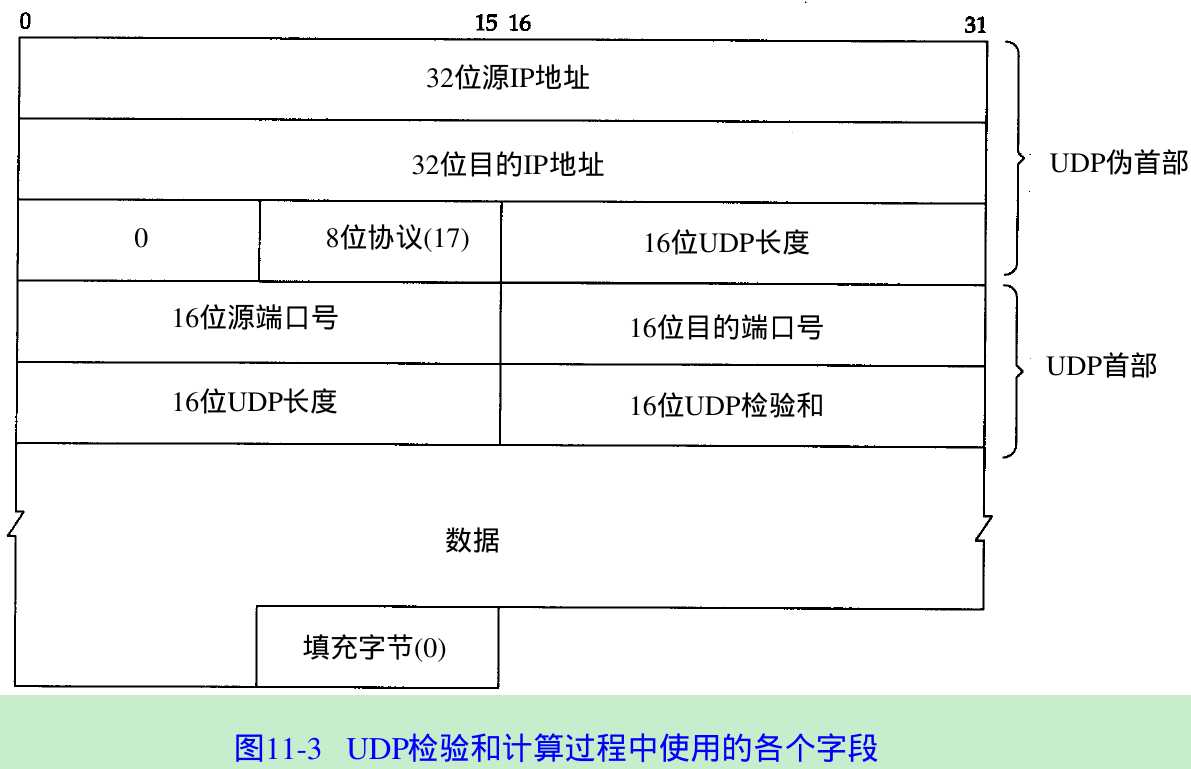 0 15 16 31
32位源IP地址
32位目的IP地址
UDP伪首部
0 8位协议(17) 16位UDP长度
16位源端口号 16位目的端口号
UDP首部
16位UDP长度 16位UDP检验和
数据
填充字节(0)
图11-3 UDP检验和计算过程中使用的各个字段